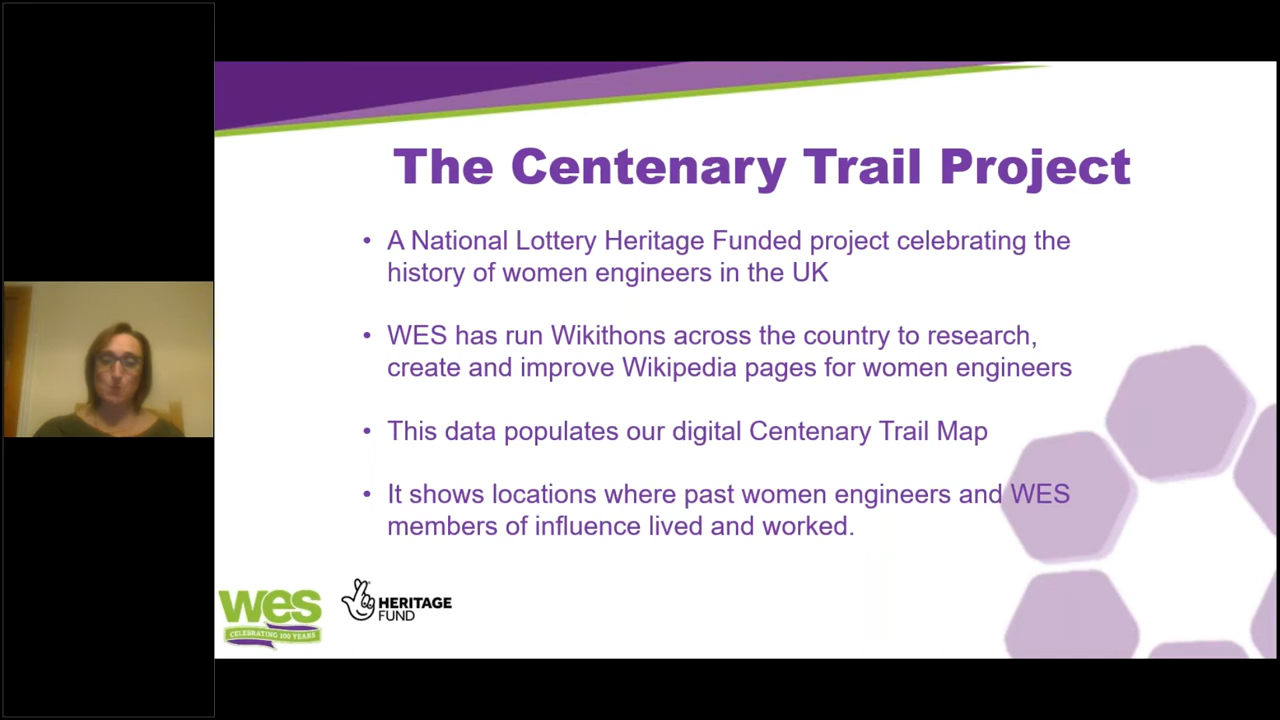 The Centenary Trail Project
• A National Lottery Heritage Funded project celebrating the
history of women engineers in the UK
• WES has run Wikithons across the country to research,
create and improve Wikipedia pages for women engineers
• This data populates our digital Centenary Trail Map
• It shows locations where past women engineers and WES
members of influence lived and worked.
wes
CELEBRATING 100 YEARS
HERITAGE
FUND